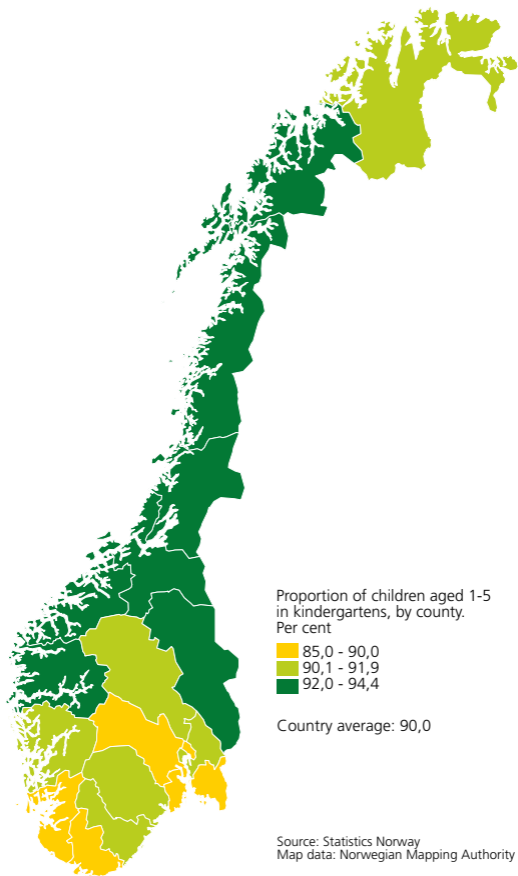 Proportion of children aged 1-5
in kindergartens, by county.
Per cent
85,0 - 90,0
90,1 - 91,9
92,0 - 94,4
Country average: 90,0
Source: Statistics Norway
Map data: Norwegian Mapping Authority